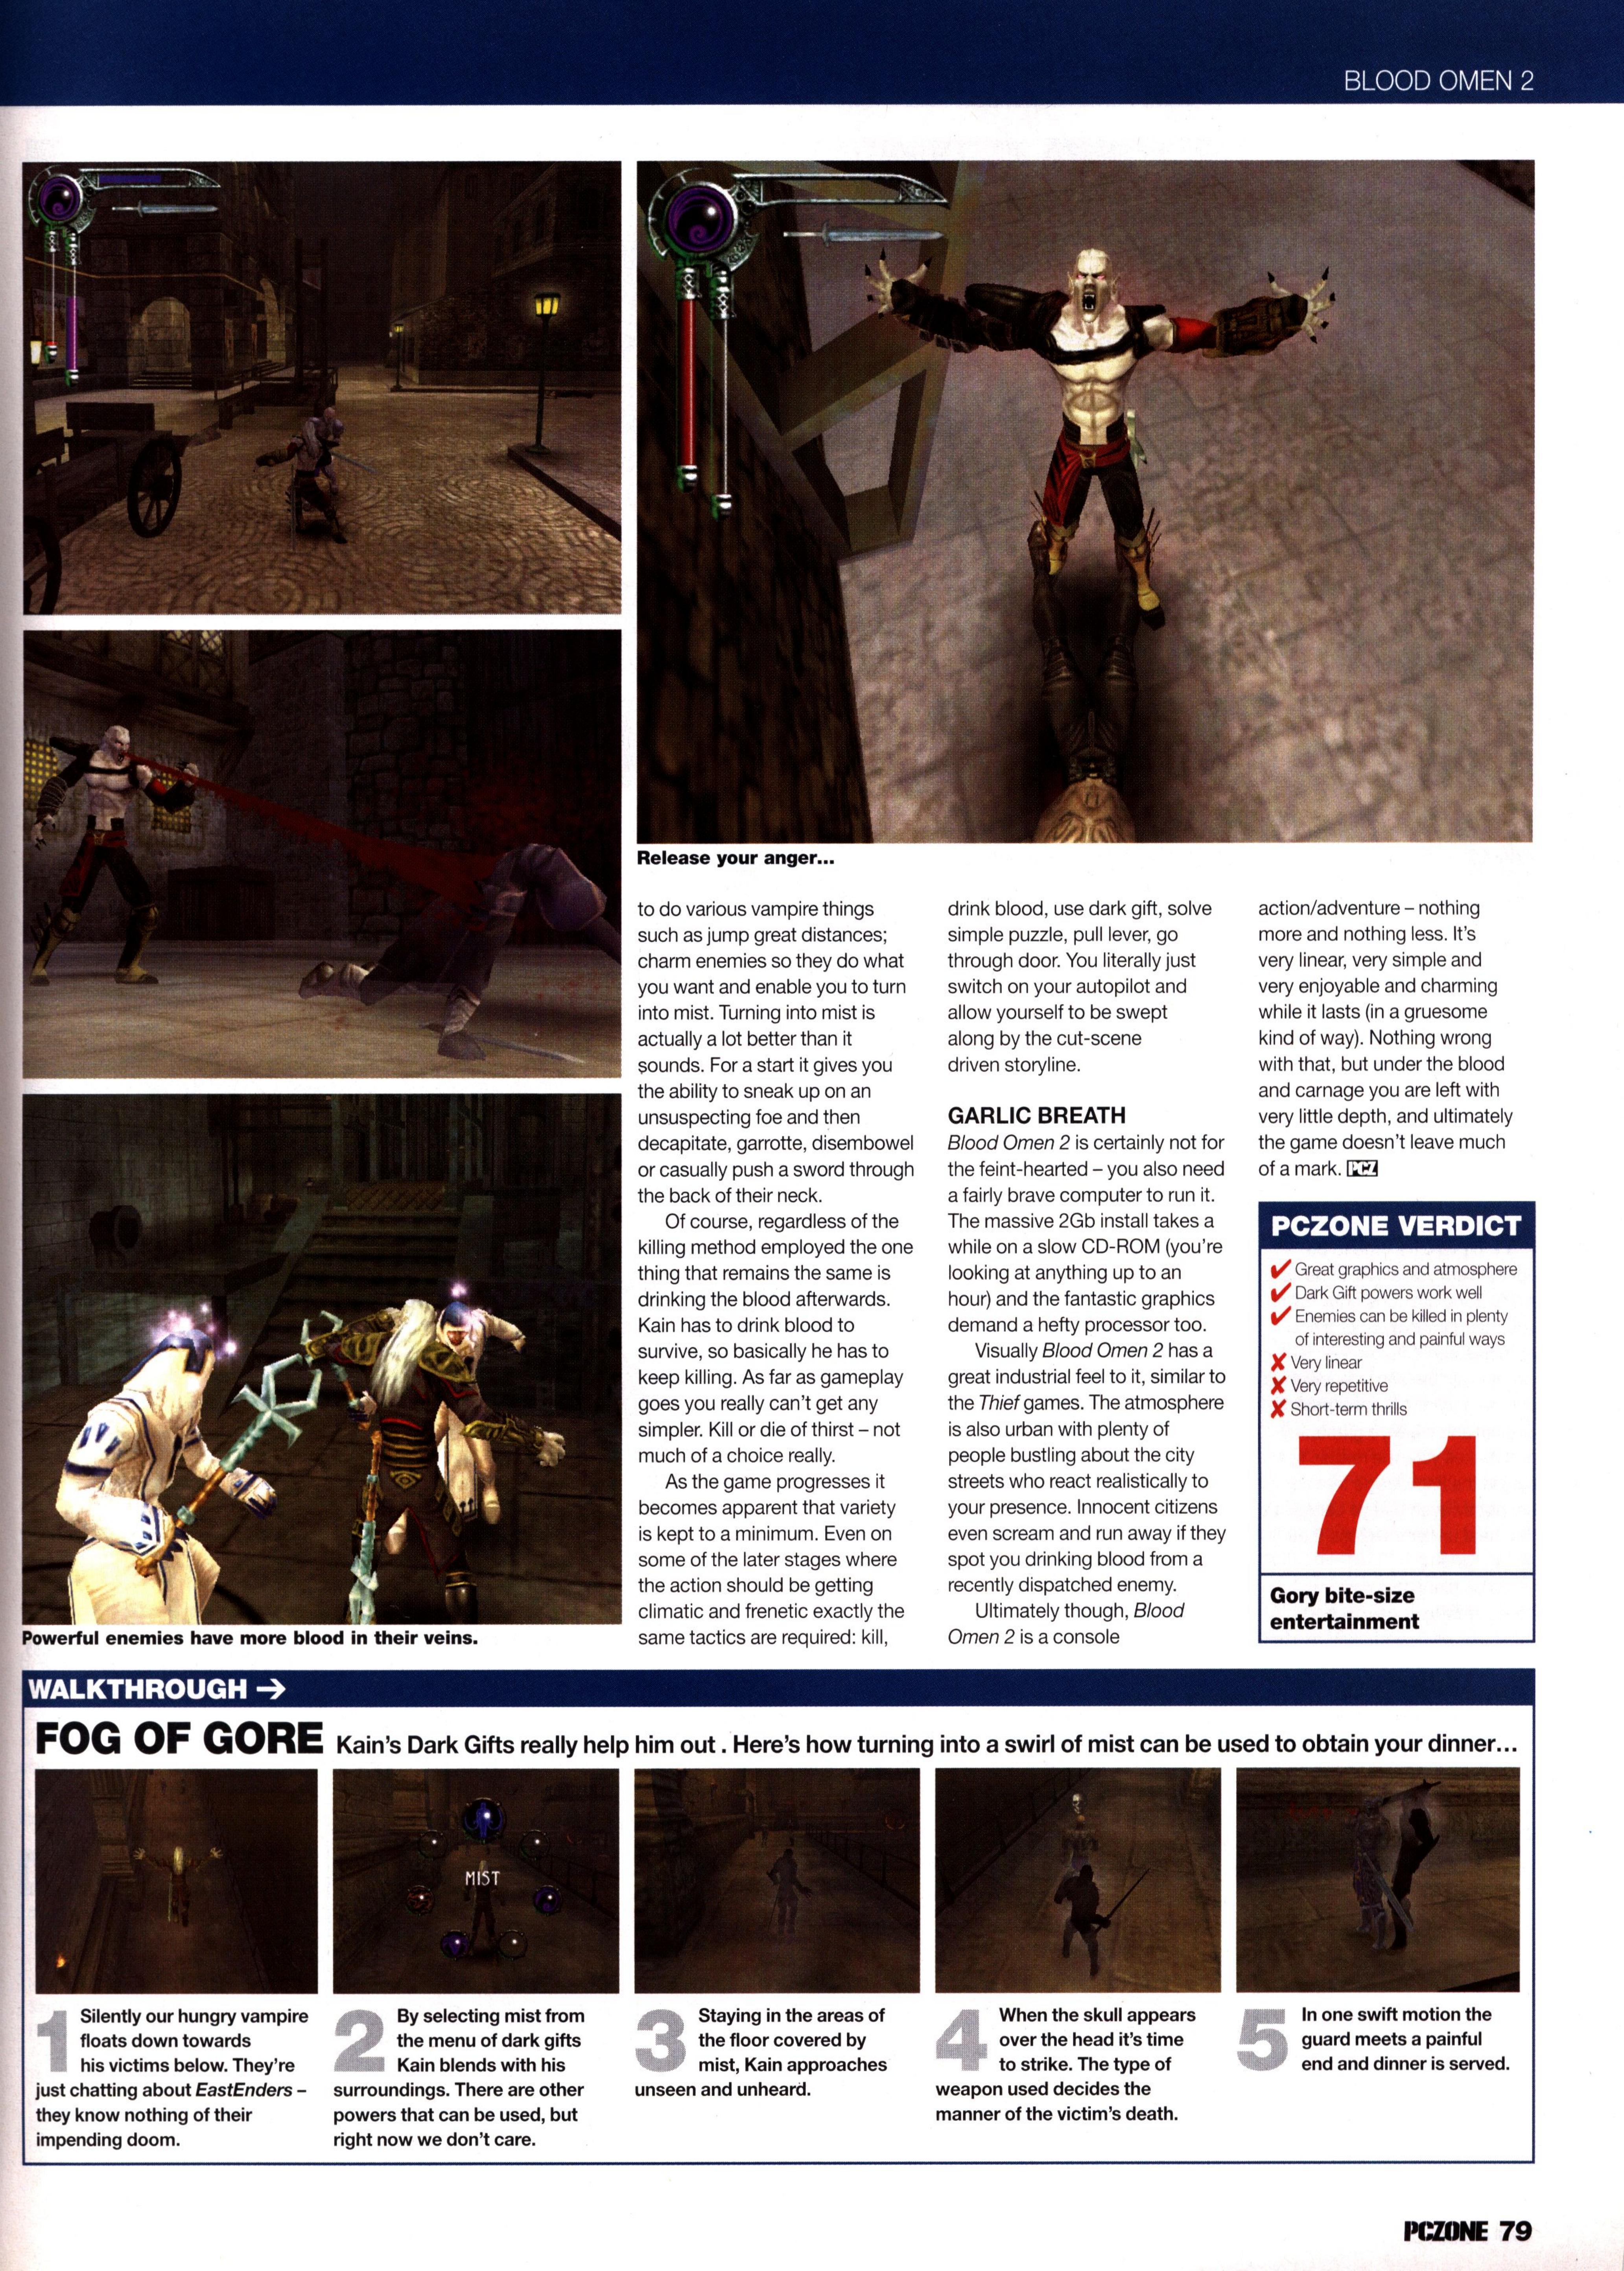 BLOOD OMEN 2
Release your anger...
to do various vampire things
such as jump great distances;
charm enemies so they do what
you want and enable you to turn
into mist. Turning into mist is
actually a lot better than it
sounds. For a start it gives you
the ability to sneak up on an
unsuspecting foe and then
decapitate, garrotte, disembowel
or casually push a sword through
the back of their neck.
Of course, regardless of the
killing method employed the one
thing that remains the same is
drinking the blood afterwards.
Kain has to drink blood to
survive, so basically he has to
keep killing. As far as gameplay
goes you really can't get any
simpler. Kill or die of thirst – not
much of a choice really.
As the game progresses it
becomes apparent that variety
is kept to a minimum. Even on
some of the later stages where
the action should be getting
climatic and frenetic exactly the
same tactics are required: kill,
drink blood, use dark gift, solve
simple puzzle, pull lever, go
through door. You literally just
switch on your autopilot and
allow yourself to be swept
along by the cut-scene
driven storyline.
GARLIC BREATH
Blood Omen 2 is certainly not for
the feint-hearted – you also need
a fairly brave computer to run it.
The massive 2Gb install takes a
while on a slow CD-ROM (you're
looking at anything up to an
hour) and the fantastic graphics
demand a hefty processor too.
Visually Blood Omen 2 has a
great industrial feel to it, similar to
the Thief games. The atmosphere
is also urban with plenty of
people bustling about the city
streets who react realistically to
your presence. Innocent citizens
even scream and run away if they
spot you drinking blood from a
recently dispatched enemy.
Ultimately though, Blood
Omen 2 is a console
action/adventure – nothing
more and nothing less. It's
very linear, very simple and
very enjoyable and charming
while it lasts (in a gruesome
kind of way). Nothing wrong
with that, but under the blood
and carnage you are left with
very little depth, and ultimately
the game doesn't leave much
of a mark. PCZ
PCZONE VERDICT
✔ Great graphics and atmosphere
✔ Dark Gift powers work well
✔ Enemies can be killed in plenty
of interesting and painful ways
✘ Very linear
✘ Very repetitive
✘ Short-term thrills
71
Gory bite-size
entertainment
Powerful enemies have more blood in their veins.
WALKTHROUGH →
FOG OF GORE Kain's Dark Gifts really help him out . Here's how turning into a swirl of mist can be used to obtain your dinner...
MIST
1 Silently our hungry vampire
floats down towards
his victims below. They're
just chatting about EastEnders –
they know nothing of their
impending doom.
2 By selecting mist from
the menu of dark gifts
Kain blends with his
surroundings. There are other
powers that can be used, but
right now we don't care.
3 Staying in the areas of
the floor covered by
mist, Kain approaches
unseen and unheard.
4 When the skull appears
over the head it's time
to strike. The type of
weapon used decides the
manner of the victim's death.
5 In one swift motion the
guard meets a painful
end and dinner is served.
PCZONE 79